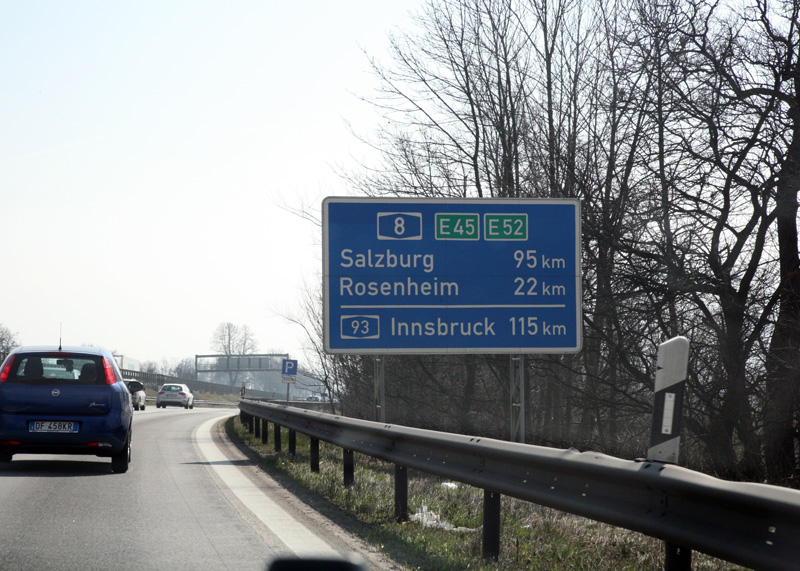 8 E45 E52
Salzburg 95 km
Rosenheim 22 km
93 Innsbruck 115 km
P
DF 458KR